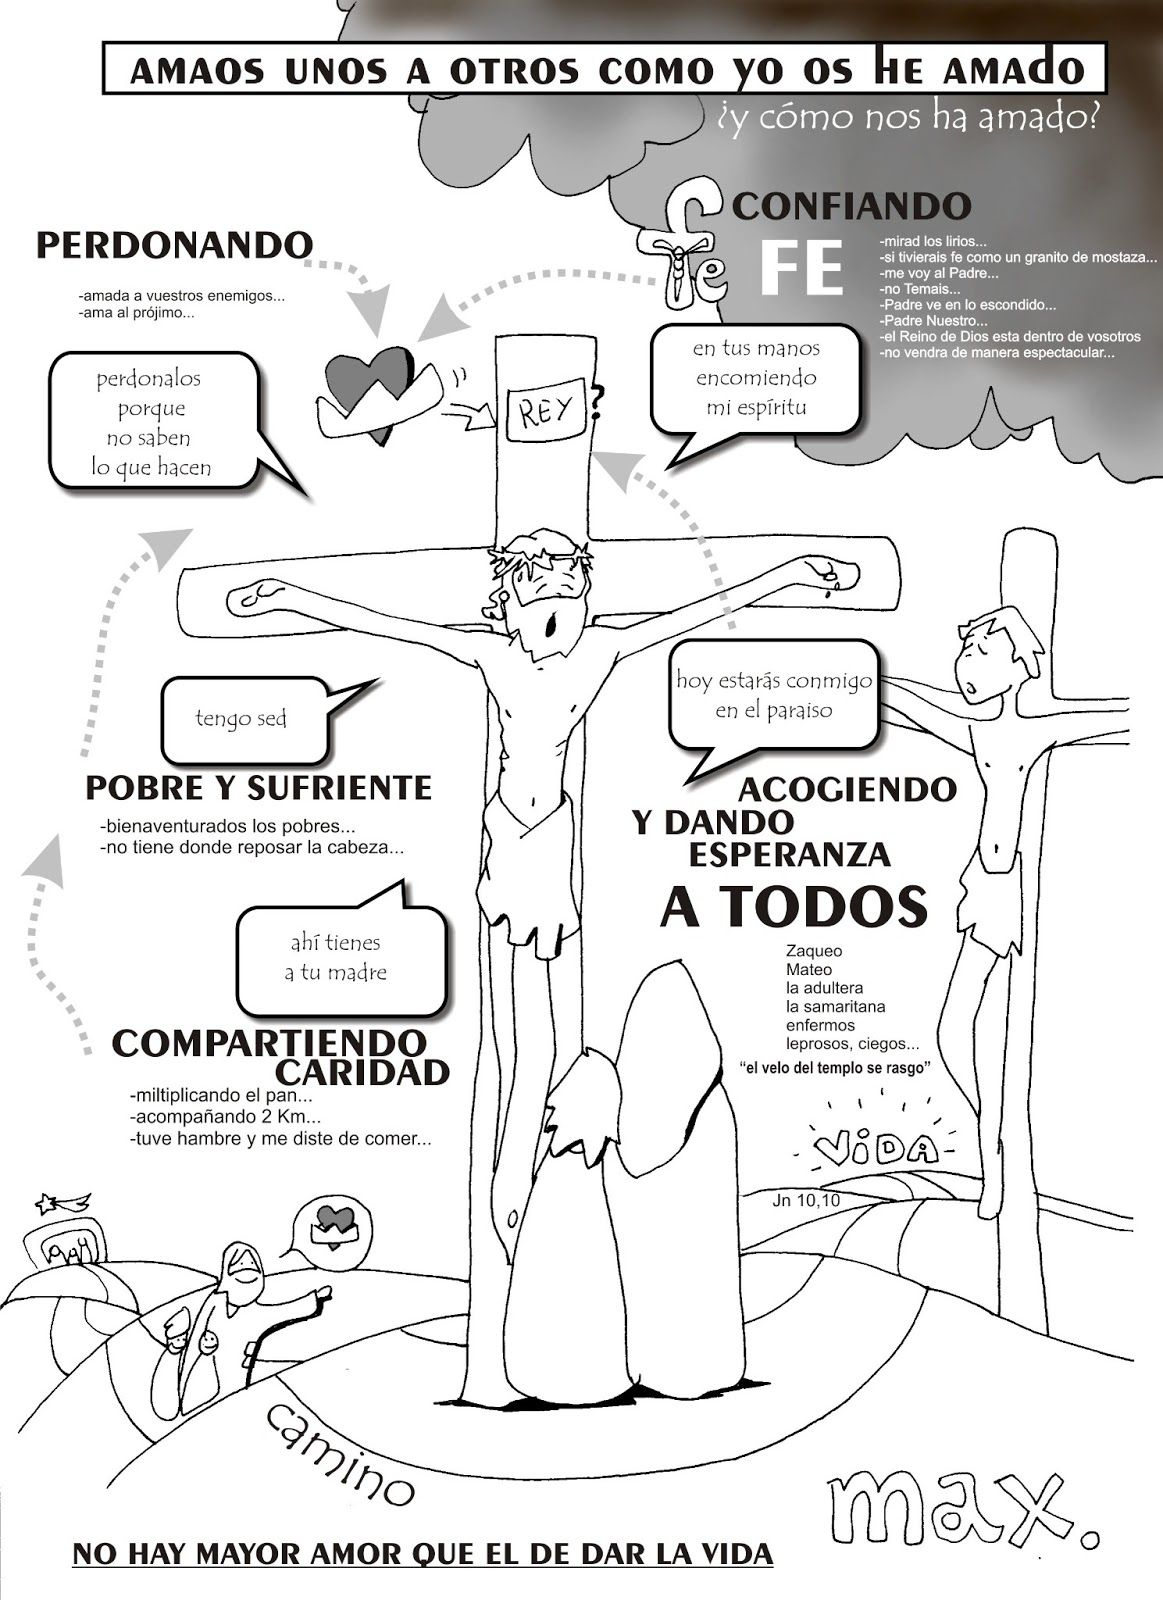 AMAOS UNOS A OTROS COMO YO OS HE AMADO
¿y cómo nos ha amado?
fe
CONFIANDO
FE
-mirad los lirios...
-si tivierais fe como un granito de mostaza...
-me voy al Padre...
-no Temais...
-Padre ve en lo escondido...
-Padre Nuestro...
-el Reino de Dios esta dentro de vosotros
-no vendra de manera espectacular...
PERDONANDO
-amada a vuestros enemigos...
-ama al prójimo...
perdonalos
porque
no saben
lo que hacen
REY?
en tus manos
encomiendo
mi espíritu
tengo sed
POBRE Y SUFRIENTE
-bienaventurados los pobres...
-no tiene donde reposar la cabeza...
hoy estarás conmigo
en el paraiso
ACOGIENDO
Y DANDO
ESPERANZA
A TODOS
Zaqueo
Mateo
la adultera
la samaritana
enfermos
leprosos, ciegos...
"el velo del templo se rasgo"
ahí tienes
a tu madre
COMPARTIENDO
CARIDAD
-miltiplicando el pan...
-acompañando 2 Km...
-tuve hambre y me diste de comer...
ViDA
Jn 10,10
camino
max.
NO HAY MAYOR AMOR QUE EL DE DAR LA VIDA